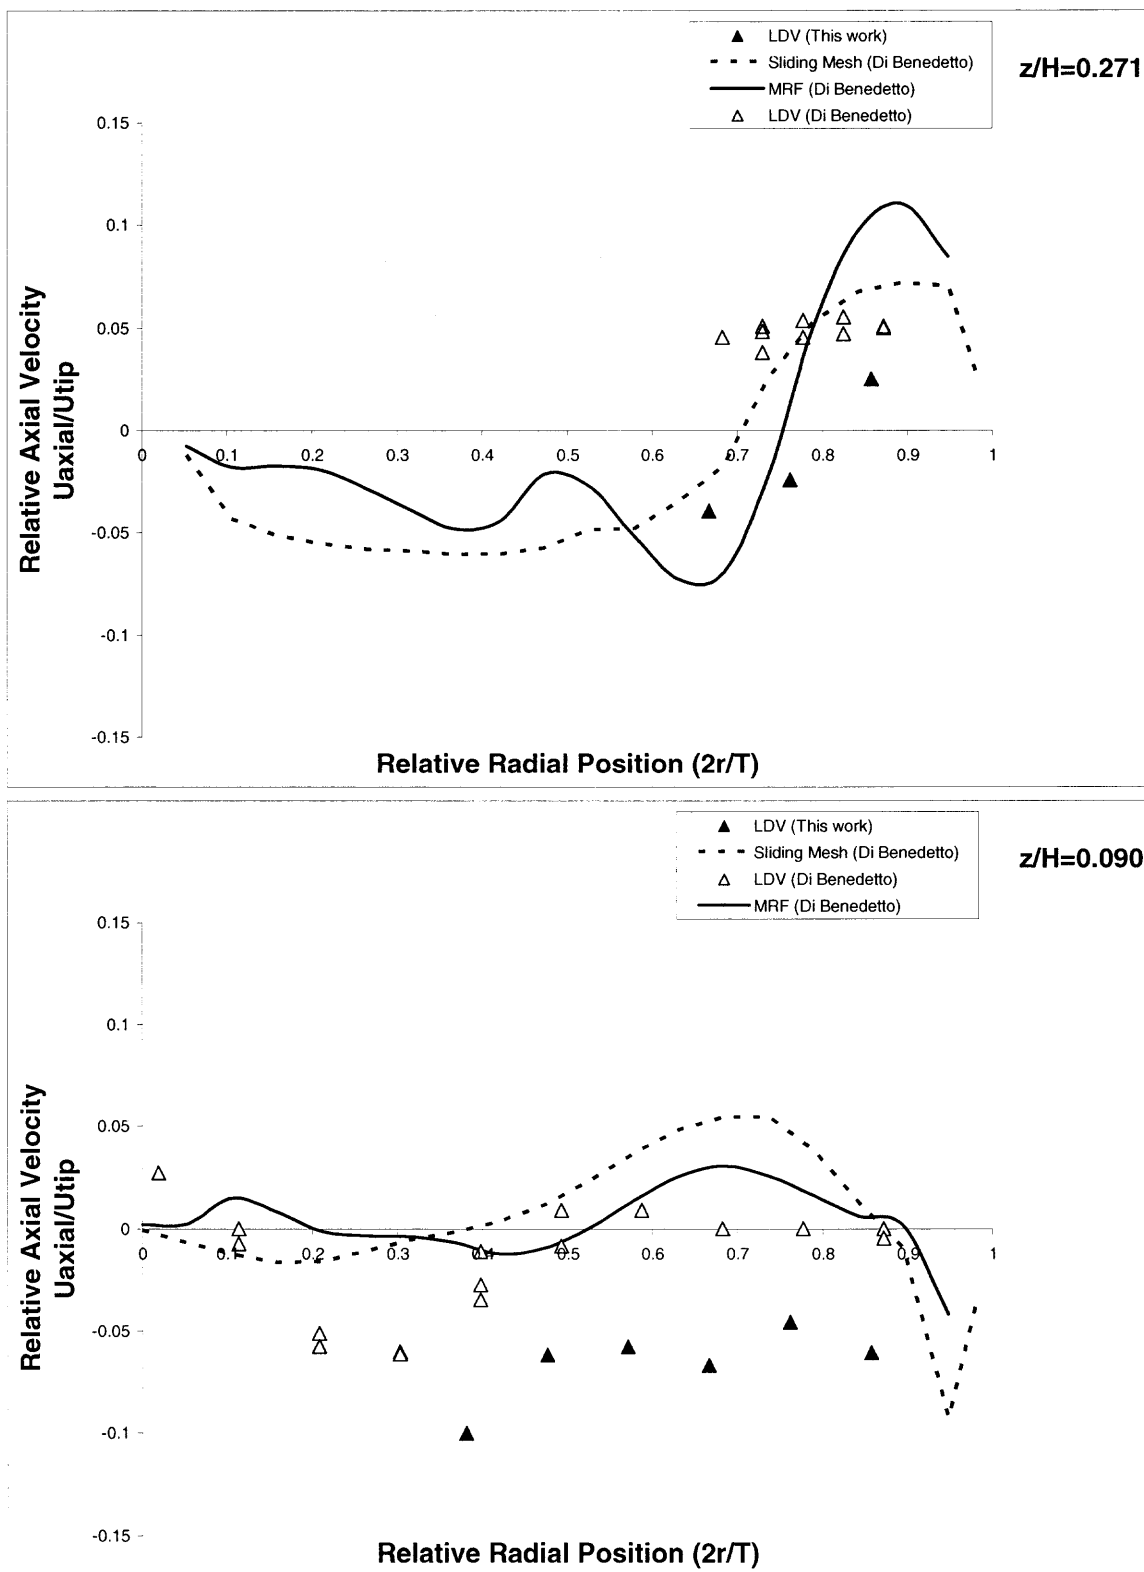 LDV (This work)
Sliding Mesh (Di Benedetto)
MRF (Di Benedetto)
LDV (Di Benedetto)
z/H=0.271
Relative Axial Velocity
Uaxial/Utip
0.15
0.1
0.05
0
-0.05
-0.1
-0.15
0 0.1 0.2 0.3 0.4 0.5 0.6 0.7 0.8 0.9 1
Relative Radial Position (2r/T)
LDV (This work)
Sliding Mesh (Di Benedetto)
LDV (Di Benedetto)
MRF (Di Benedetto)
z/H=0.090
Relative Axial Velocity
Uaxial/Utip
0.15
0.1
0.05
0
-0.05
-0.1
-0.15
0 0.1 0.2 0.3 0.4 0.5 0.6 0.7 0.8 0.9 1
Relative Radial Position (2r/T)